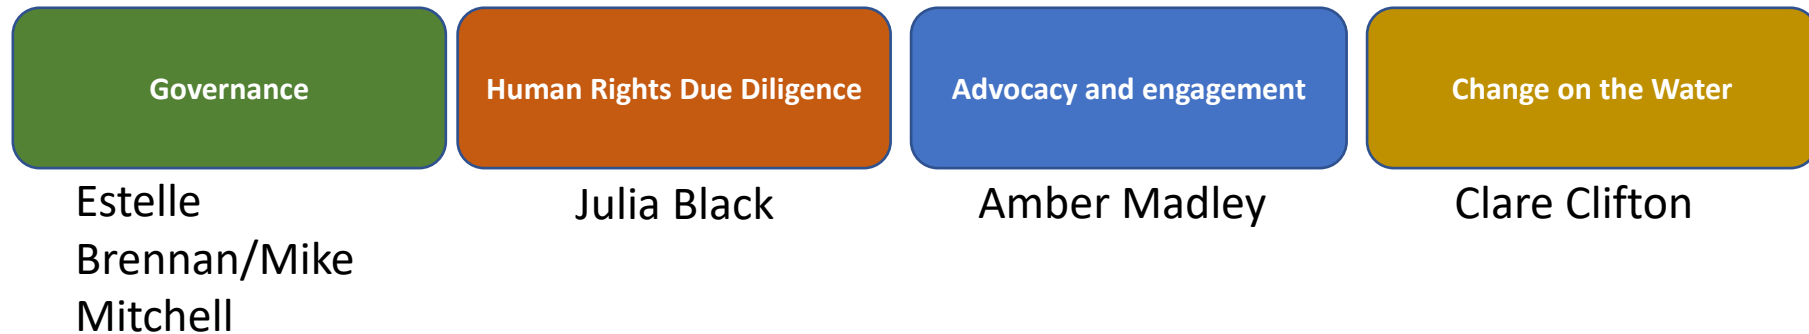 Governance
Human Rights Due Diligence
Advocacy and engagement
Change on the Water
Estelle
Brennan/Mike
Mitchell
Julia Black
Amber Madley
Clare Clifton